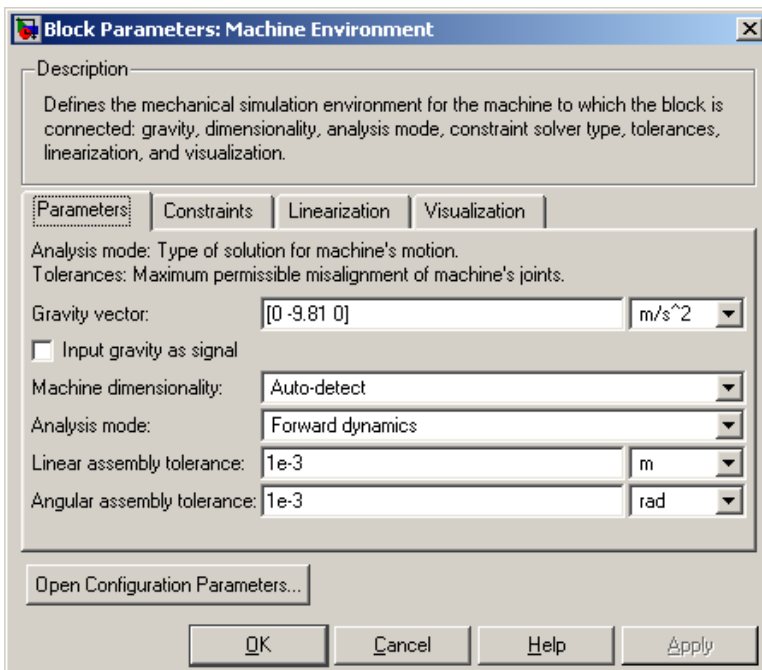 Block Parameters: Machine Environment
Description
Defines the mechanical simulation environment for the machine to which the block is
connected: gravity, dimensionality, analysis mode, constraint solver type, tolerances,
linearization, and visualization.
Parameters Constraints Linearization Visualization
Analysis mode: Type of solution for machine's motion.
Tolerances: Maximum permissible misalignment of machine's joints.
Gravity vector: [0 -9.81 0] m/s^2
Input gravity as signal
Machine dimensionality: Auto-detect
Analysis mode: Forward dynamics
Linear assembly tolerance: 1e-3 m
Angular assembly tolerance: 1e-3 rad
Open Configuration Parameters...
OK Cancel Help Apply